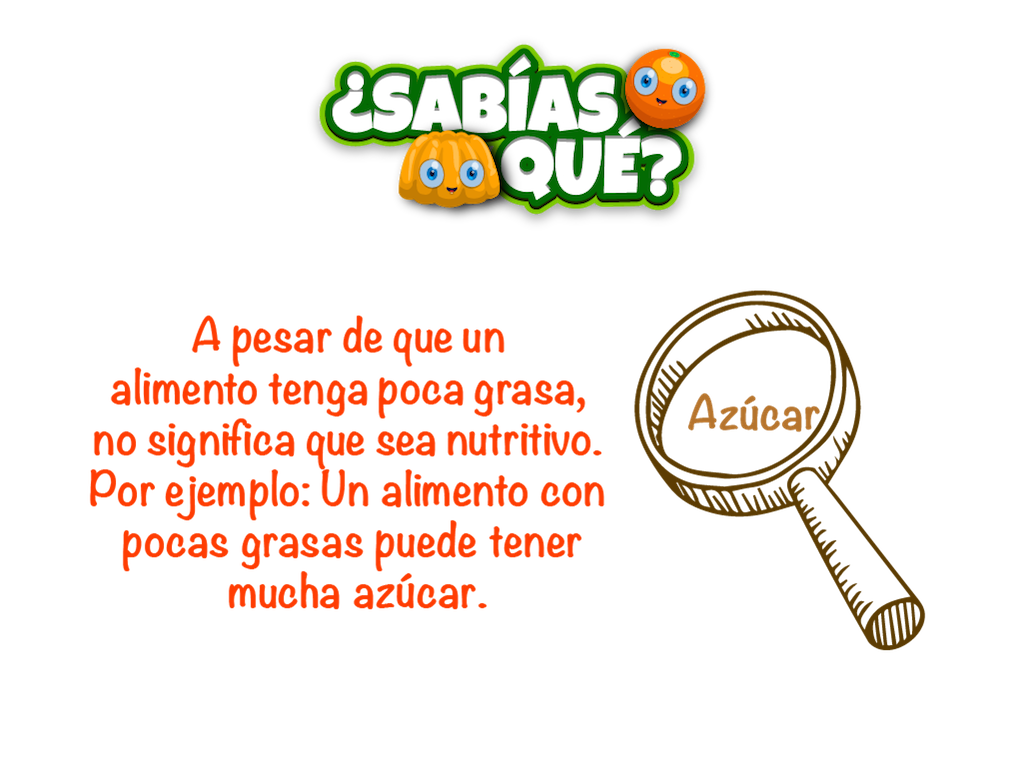 ¿SABÍAS
QUÉ?
A pesar de que un
alimento tenga poca grasa,
no significa que sea nutritivo.
Por ejemplo: Un alimento con
pocas grasas puede tener
mucha azúcar.
Azúcar